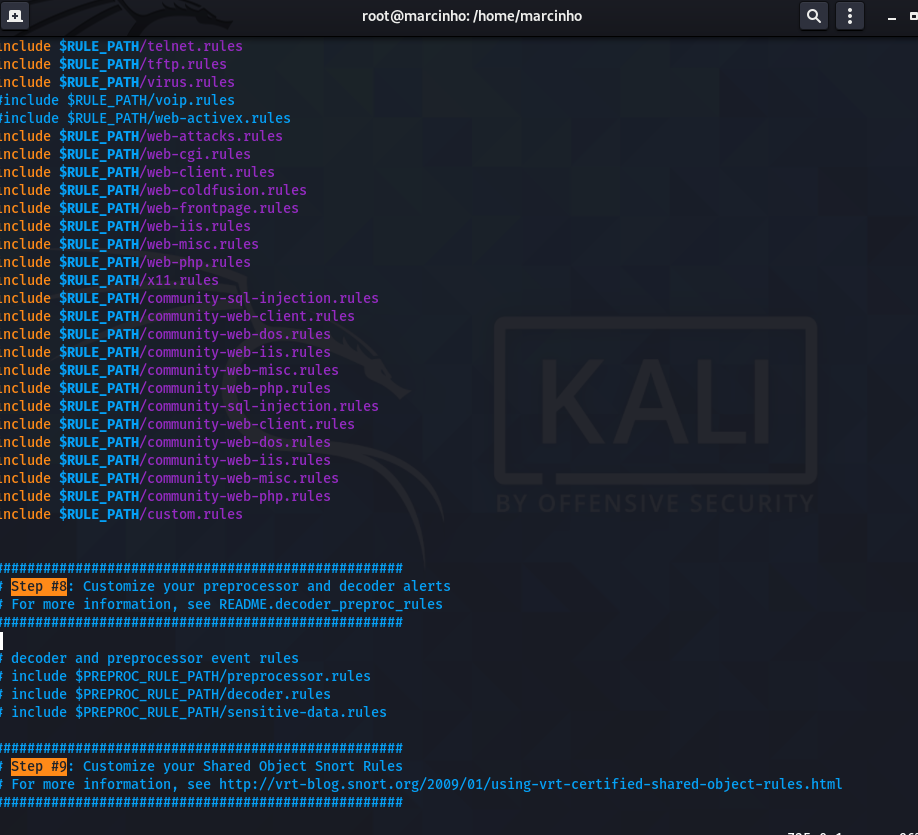 root@marcinho: /home/marcinho
include $RULE_PATH/telnet.rules
include $RULE_PATH/tftp.rules
include $RULE_PATH/virus.rules
#include $RULE_PATH/voip.rules
#include $RULE_PATH/web-activex.rules
include $RULE_PATH/web-attacks.rules
include $RULE_PATH/web-cgi.rules
include $RULE_PATH/web-client.rules
include $RULE_PATH/web-coldfusion.rules
include $RULE_PATH/web-frontpage.rules
include $RULE_PATH/web-iis.rules
include $RULE_PATH/web-misc.rules
include $RULE_PATH/web-php.rules
include $RULE_PATH/x11.rules
include $RULE_PATH/community-sql-injection.rules
include $RULE_PATH/community-web-client.rules
include $RULE_PATH/community-web-dos.rules
include $RULE_PATH/community-web-iis.rules
include $RULE_PATH/community-web-misc.rules
include $RULE_PATH/community-web-php.rules
include $RULE_PATH/community-sql-injection.rules
include $RULE_PATH/community-web-client.rules
include $RULE_PATH/community-web-dos.rules
include $RULE_PATH/community-web-iis.rules
include $RULE_PATH/community-web-misc.rules
include $RULE_PATH/community-web-php.rules
include $RULE_PATH/custom.rules
KALI
BY OFFENSIVE SECURITY
###################################################
# Step #8: Customize your preprocessor and decoder alerts
# For more information, see README.decoder_preproc_rules
###################################################
# decoder and preprocessor event rules
# include $PREPROC_RULE_PATH/preprocessor.rules
# include $PREPROC_RULE_PATH/decoder.rules
# include $PREPROC_RULE_PATH/sensitive-data.rules
###################################################
# Step #9: Customize your Shared Object Snort Rules
# For more information, see http://vrt-blog.snort.org/2009/01/using-vrt-certified-shared-object-rules.html
###################################################